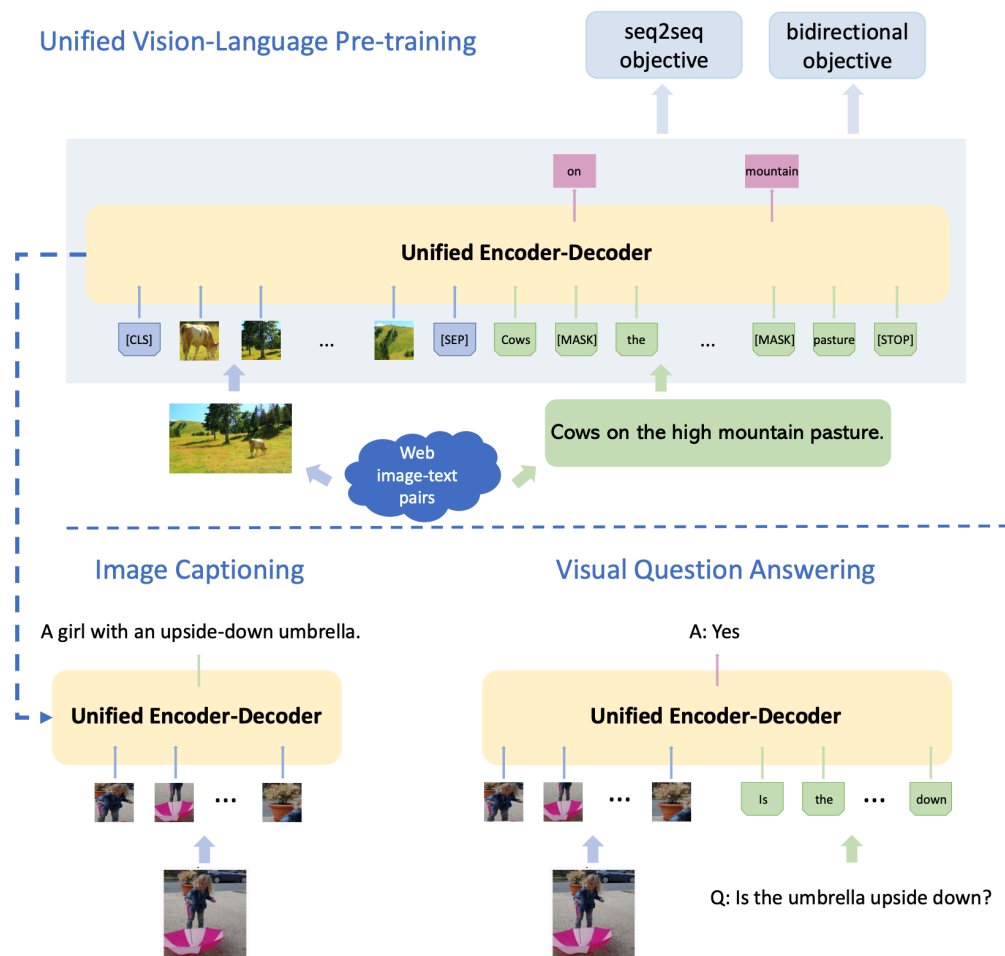 Unified Vision-Language Pre-training
seq2seq
objective
bidirectional
objective
on
mountain
Unified Encoder-Decoder
[CLS]
...
[SEP]
Cows
[MASK]
the
...
[MASK]
pasture
[STOP]
Web
image-text
pairs
Cows on the high mountain pasture.
Image Captioning
A girl with an upside-down umbrella.
Unified Encoder-Decoder
...
Visual Question Answering
A: Yes
Unified Encoder-Decoder
...
Is
the
...
down
Q: Is the umbrella upside down?